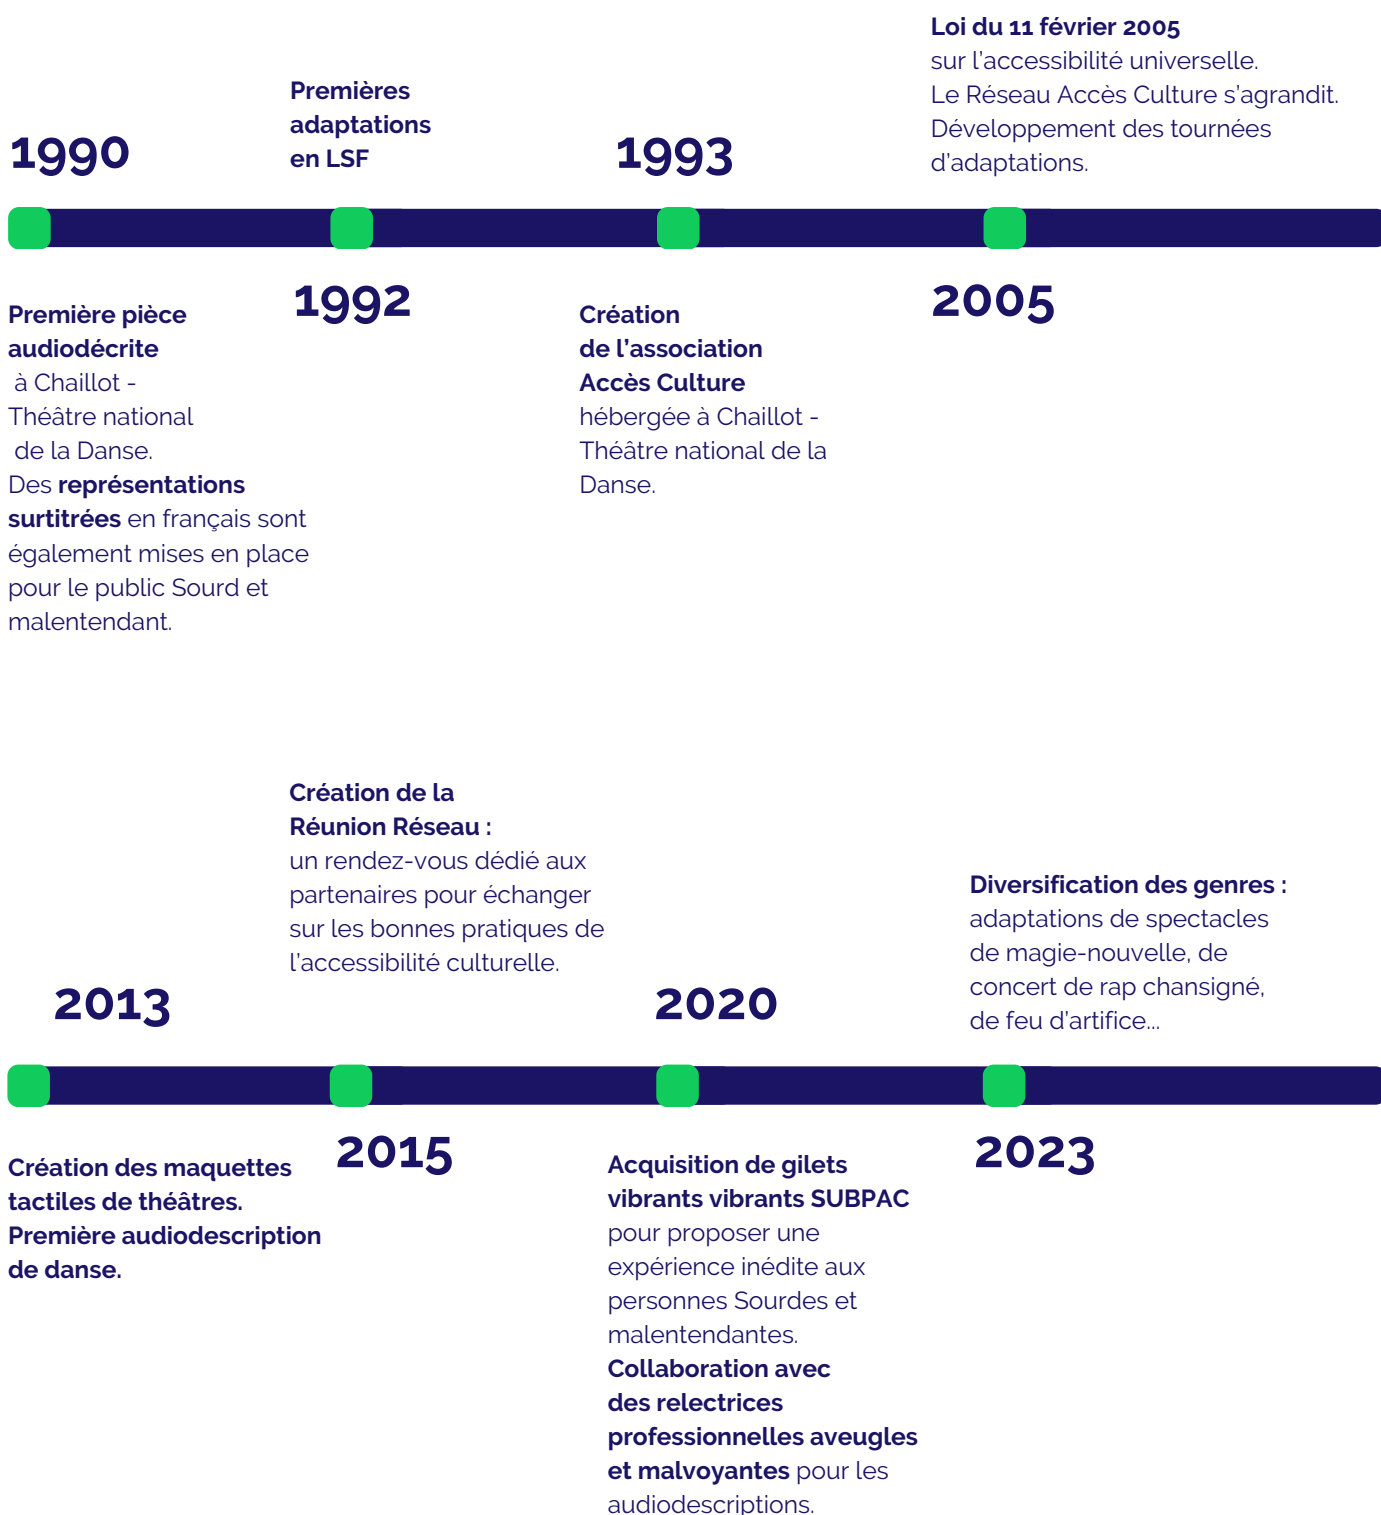 1990
Première pièce
audiodécrite
à Chaillot -
Théâtre national
de la Danse.
Des représentations
surtitrées en français sont
également mises en place
pour le public Sourd et
malentendant.
Premières
adaptations
en LSF
1992
1993
Création
de l'association
Accès Culture
hébergée à Chaillot -
Théâtre national de la
Danse.
Loi du 11 février 2005
sur l'accessibilité universelle.
Le Réseau Accès Culture s'agrandit.
Développement des tournées
d'adaptations.
2005
2013
Création des maquettes
tactiles de théâtres.
Première audiodescription
de danse.
Création de la
Réunion Réseau :
un rendez-vous dédié aux
partenaires pour échanger
sur les bonnes pratiques de
l'accessibilité culturelle.
2015
2020
Acquisition de gilets
vibrants vibrants SUBPAC
pour proposer une
expérience inédite aux
personnes Sourdes et
malentendantes.
Collaboration avec
des relectrices
professionnelles aveugles
et malvoyantes pour les
audiodescriptions.
Diversification des genres :
adaptations de spectacles
de magie-nouvelle, de
concert de rap chansigné,
de feu d'artifice...
2023